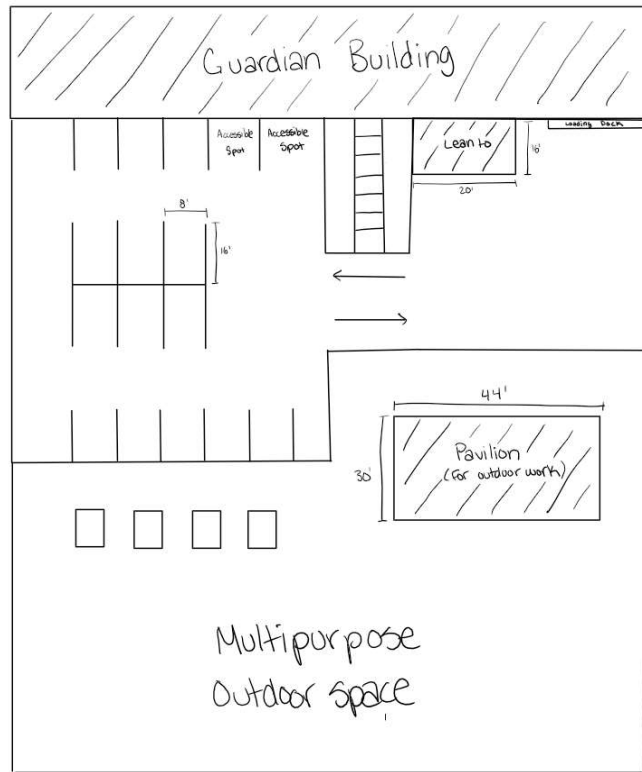 Guardian Building
Accessible
Spot
Accessible
Spot
Lean to
Loading Dock
16'
20'
8'
16'
44'
30'
Pavilion
(For outdoor work)
Multipurpose
Outdoor Space